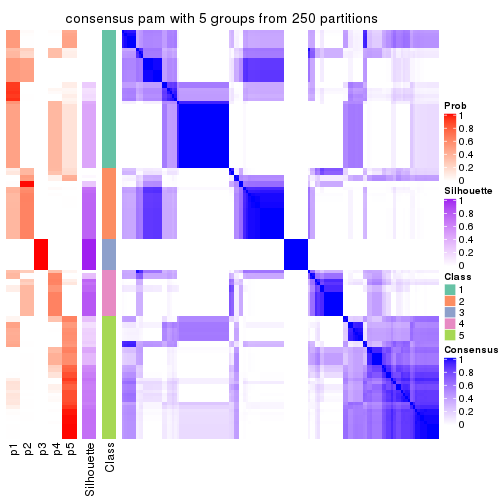 consensus pam with 5 groups from 250 partitions
Prob
1
0.8
0.6
0.4
0.2
0
Silhouette
1
0.8
0.6
0.4
0.2
0
Class
1
2
3
4
5
Consensus
1
0.8
0.6
0.4
0.2
0
p1
p2
p3
p4
p5
Silhouette
Class